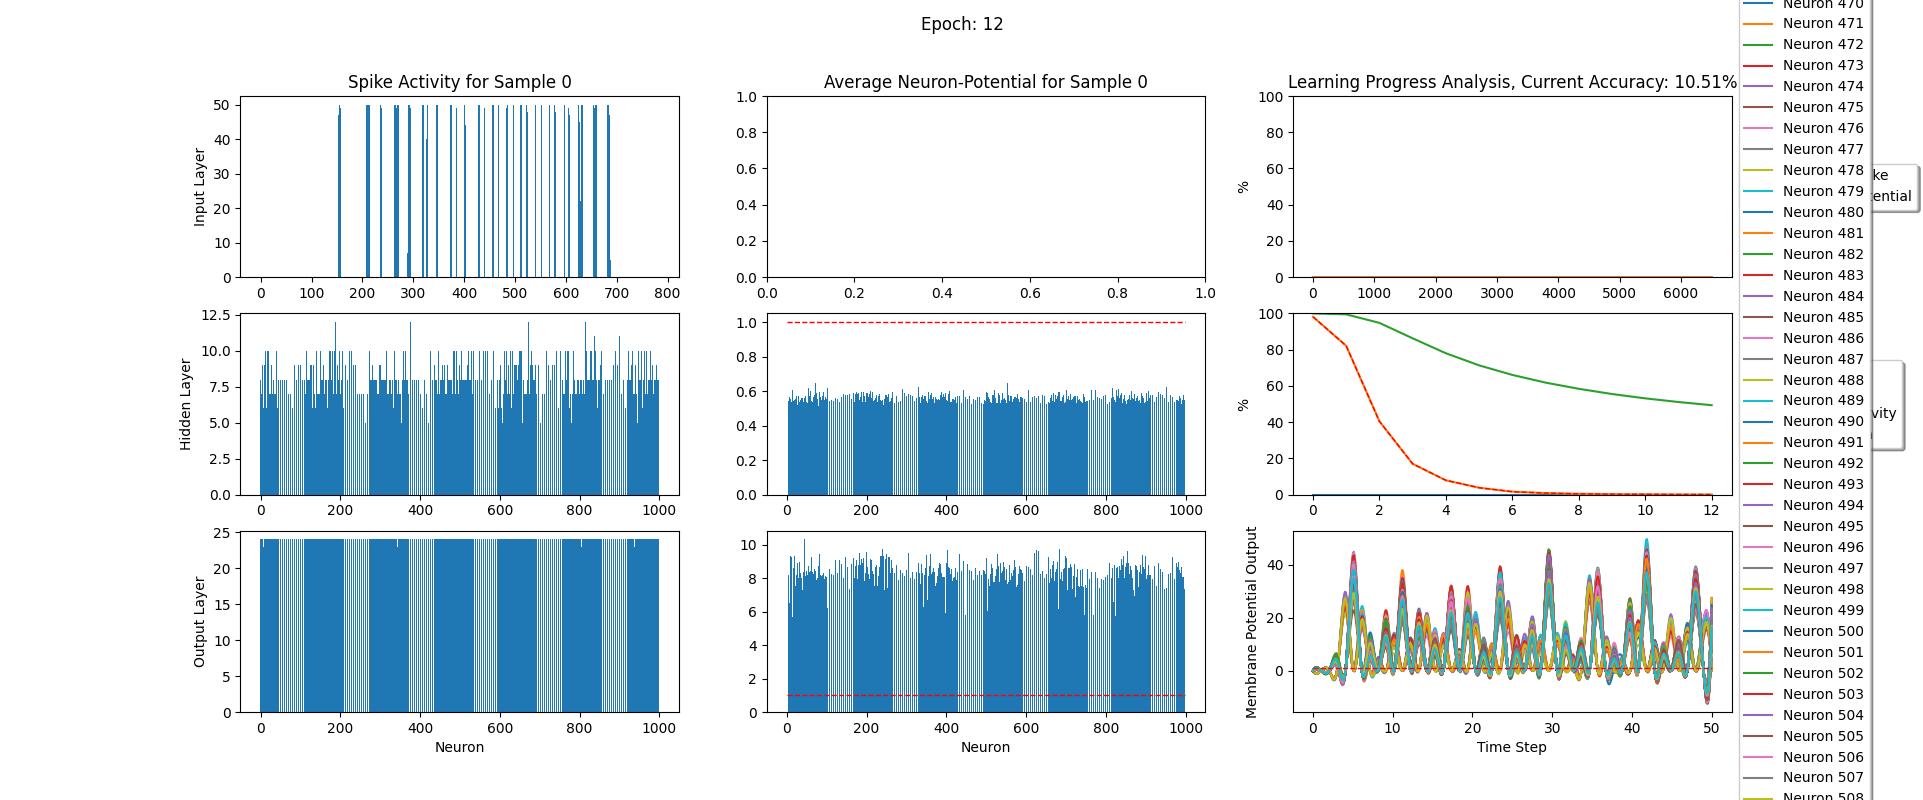 Epoch: 12
Spike Activity for Sample 0
Input Layer
50
40
30
20
10
0
0 100 200 300 400 500 600 700 800
Hidden Layer
12.5
10.0
7.5
5.0
2.5
0.0
0 200 400 600 800 1000
Output Layer
25
20
15
10
5
0
0 200 400 600 800 1000
Neuron
Average Neuron-Potential for Sample 0
1.0
0.8
0.6
0.4
0.2
0.0
0.0 0.2 0.4 0.6 0.8 1.0
1.0
0.8
0.6
0.4
0.2
0.0
0 200 400 600 800 1000
10
8
6
4
2
0
0 200 400 600 800 1000
Neuron
Learning Progress Analysis, Current Accuracy: 10.51%
%
100
80
60
40
20
0
0 1000 2000 3000 4000 5000 6000
%
100
80
60
40
20
0
0 2 4 6 8 10 12
Membrane Potential Output
40
20
0
0 10 20 30 40 50
Time Step
Neuron 470
Neuron 471
Neuron 472
Neuron 473
Neuron 474
Neuron 475
Neuron 476
Neuron 477
Neuron 478
Neuron 479
Neuron 480
Neuron 481
Neuron 482
Neuron 483
Neuron 484
Neuron 485
Neuron 486
Neuron 487
Neuron 488
Neuron 489
Neuron 490
Neuron 491
Neuron 492
Neuron 493
Neuron 494
Neuron 495
Neuron 496
Neuron 497
Neuron 498
Neuron 499
Neuron 500
Neuron 501
Neuron 502
Neuron 503
Neuron 504
Neuron 505
Neuron 506
Neuron 507
Neuron 508
ke
ential
vity